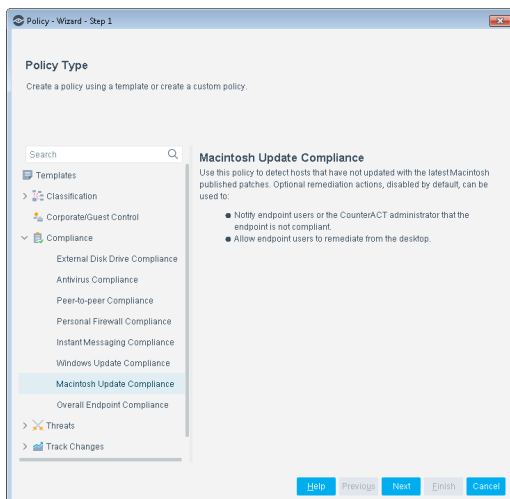 Policy - Wizard - Step 1
Policy Type
Create a policy using a template or create a custom policy.
Search
Templates
Classification
Corporate/Guest Control
Compliance
External Disk Drive Compliance
Antivirus Compliance
Peer-to-peer Compliance
Personal Firewall Compliance
Instant Messaging Compliance
Windows Update Compliance
Macintosh Update Compliance
Overall Endpoint Compliance
Threats
Track Changes
Macintosh Update Compliance
Use this policy to detect hosts that have not updated with the latest Macintosh
published patches. Optional remediation actions, disabled by default, can be
used to:
● Notify endpoint users or the CounterACT administrator that the
endpoint is not compliant.
● Allow endpoint users to remediate from the desktop.
Help Previous Next Finish Cancel